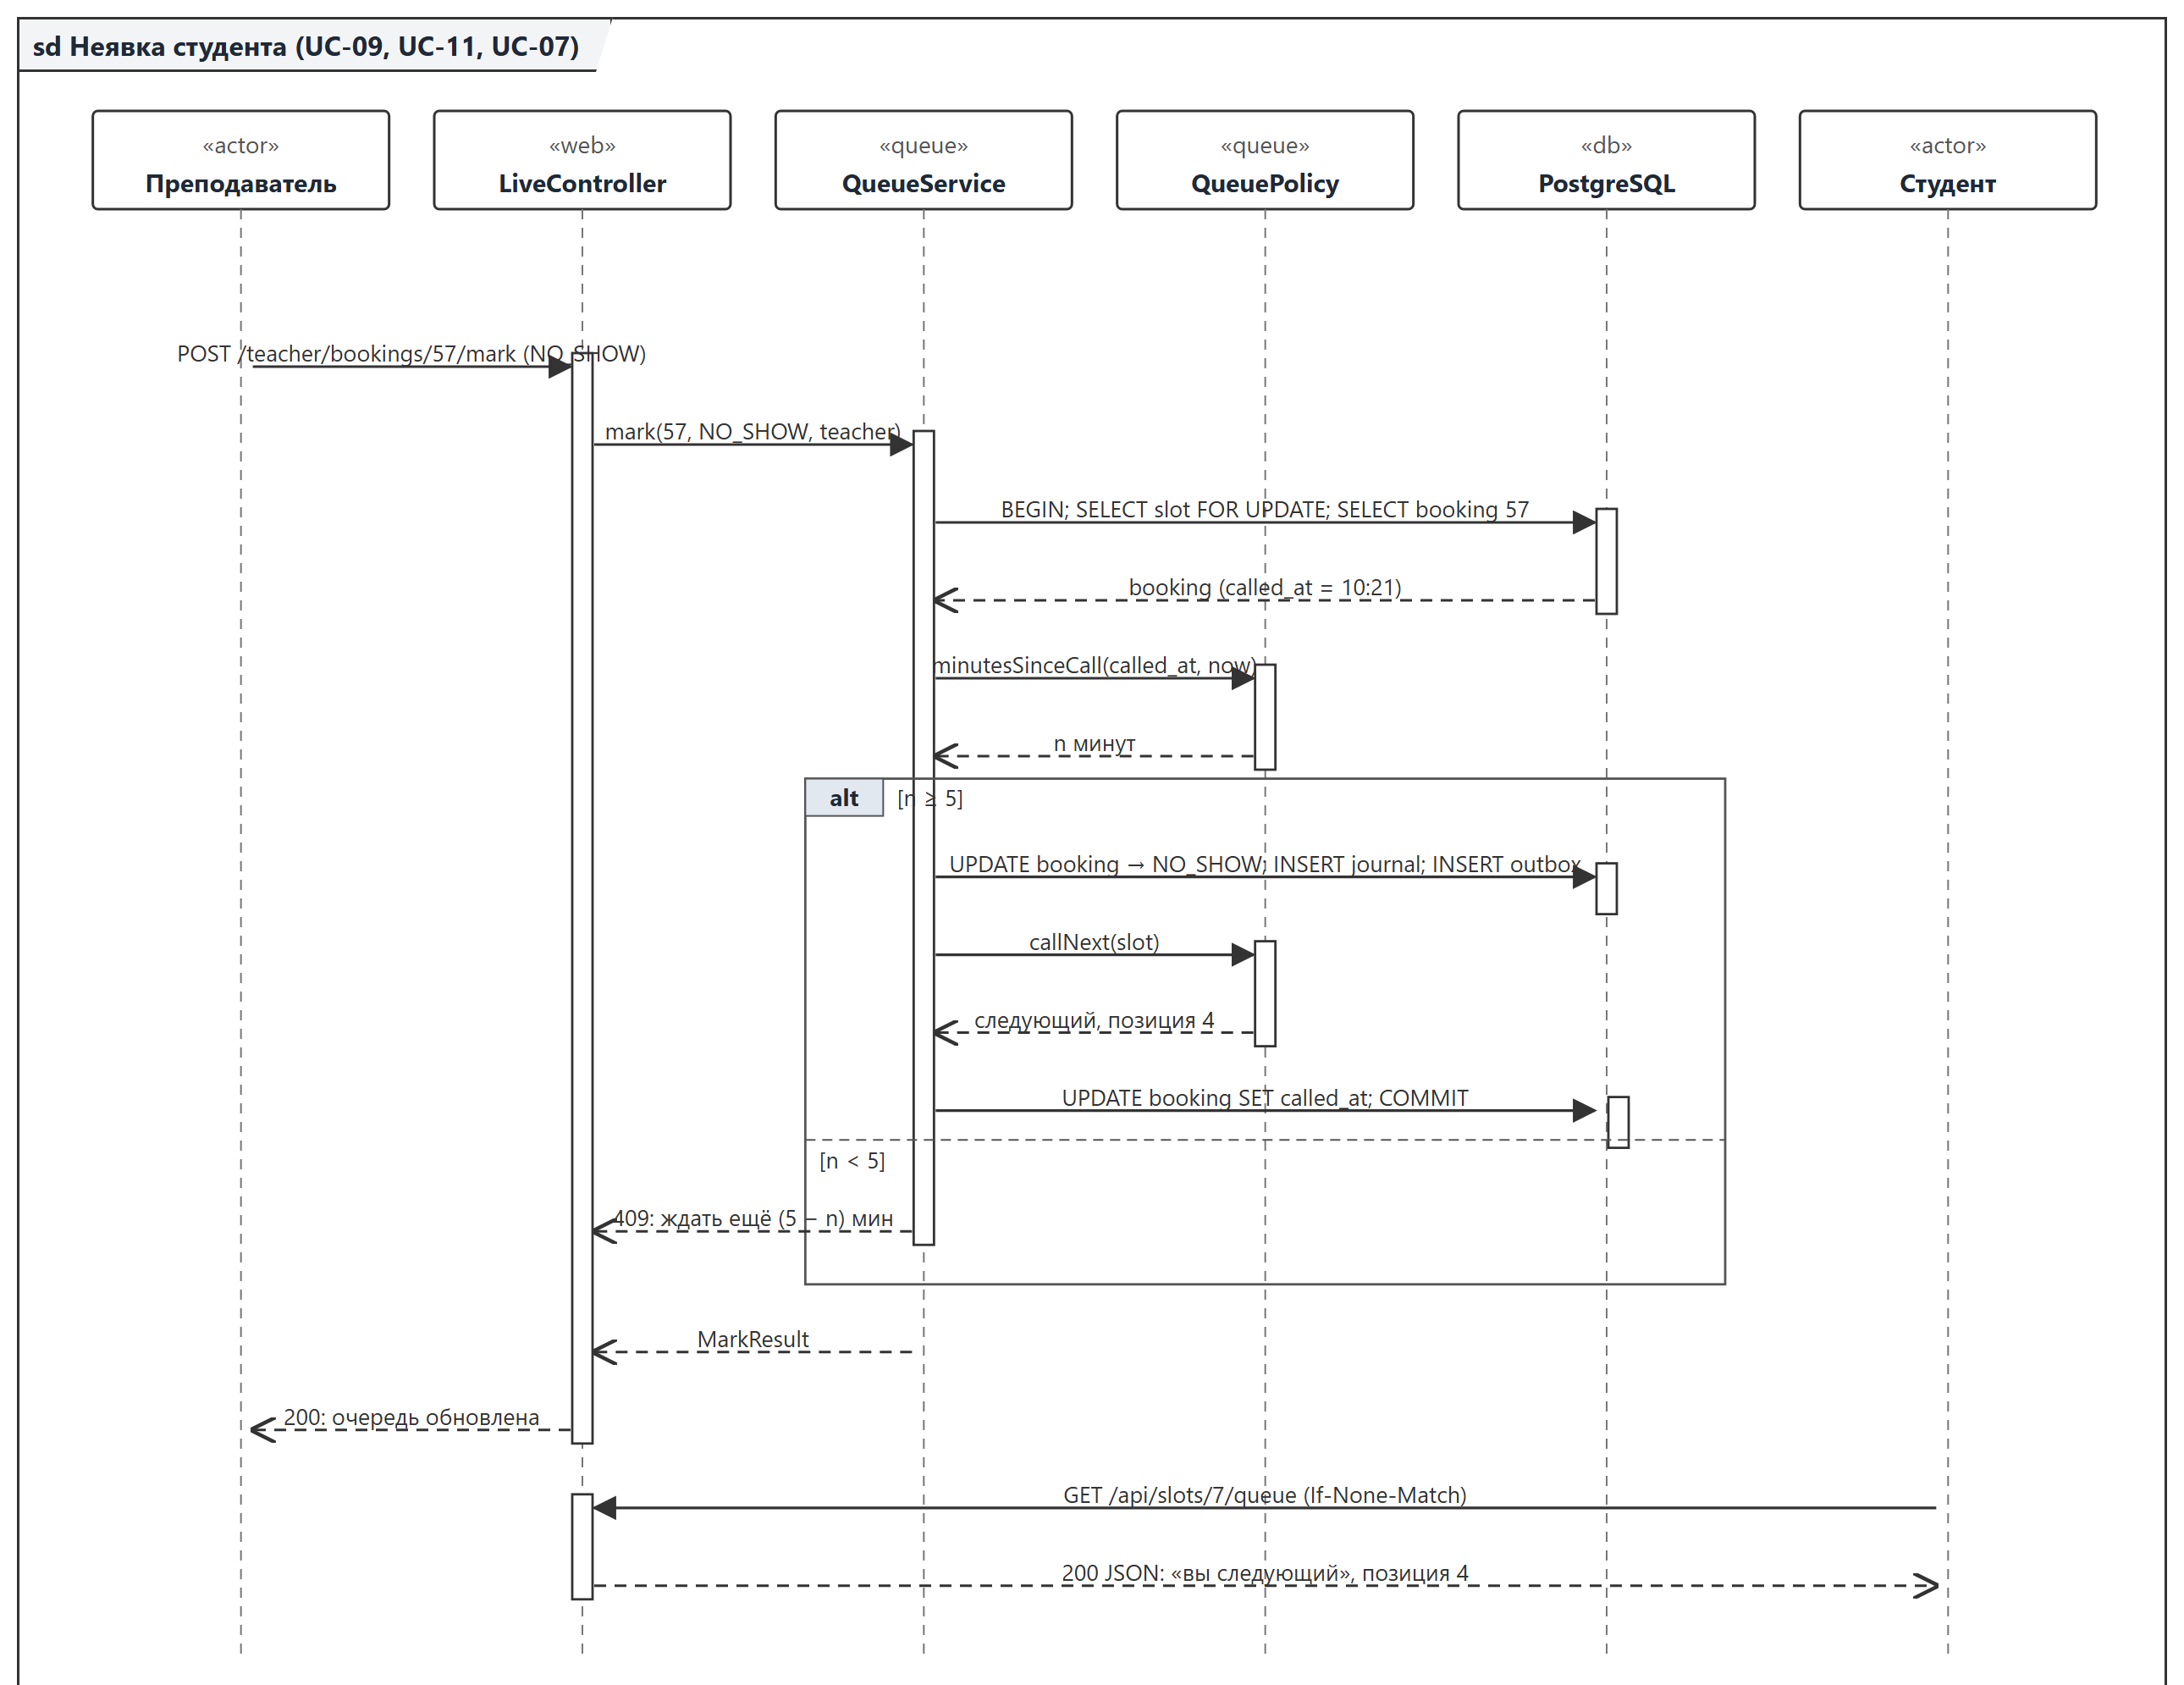 sd Неявка студента (UC-09, UC-11, UC-07)
«actor»
Преподаватель
«web»
LiveController
«queue»
QueueService
«queue»
QueuePolicy
«db»
PostgreSQL
«actor»
Студент
POST /teacher/bookings/57/mark (NO_SHOW)
mark(57, NO_SHOW, teacher)
BEGIN; SELECT slot FOR UPDATE; SELECT booking 57
booking (called_at = 10:21)
minutesSinceCall(called_at, now)
n минут
alt [n ≥ 5]
UPDATE booking → NO_SHOW; INSERT journal; INSERT outbox
callNext(slot)
следующий, позиция 4
UPDATE booking SET called_at; COMMIT
[n < 5]
409: ждать ещё (5 − n) мин
MarkResult
200: очередь обновлена
GET /api/slots/7/queue (If-None-Match)
200 JSON: «вы следующий», позиция 4